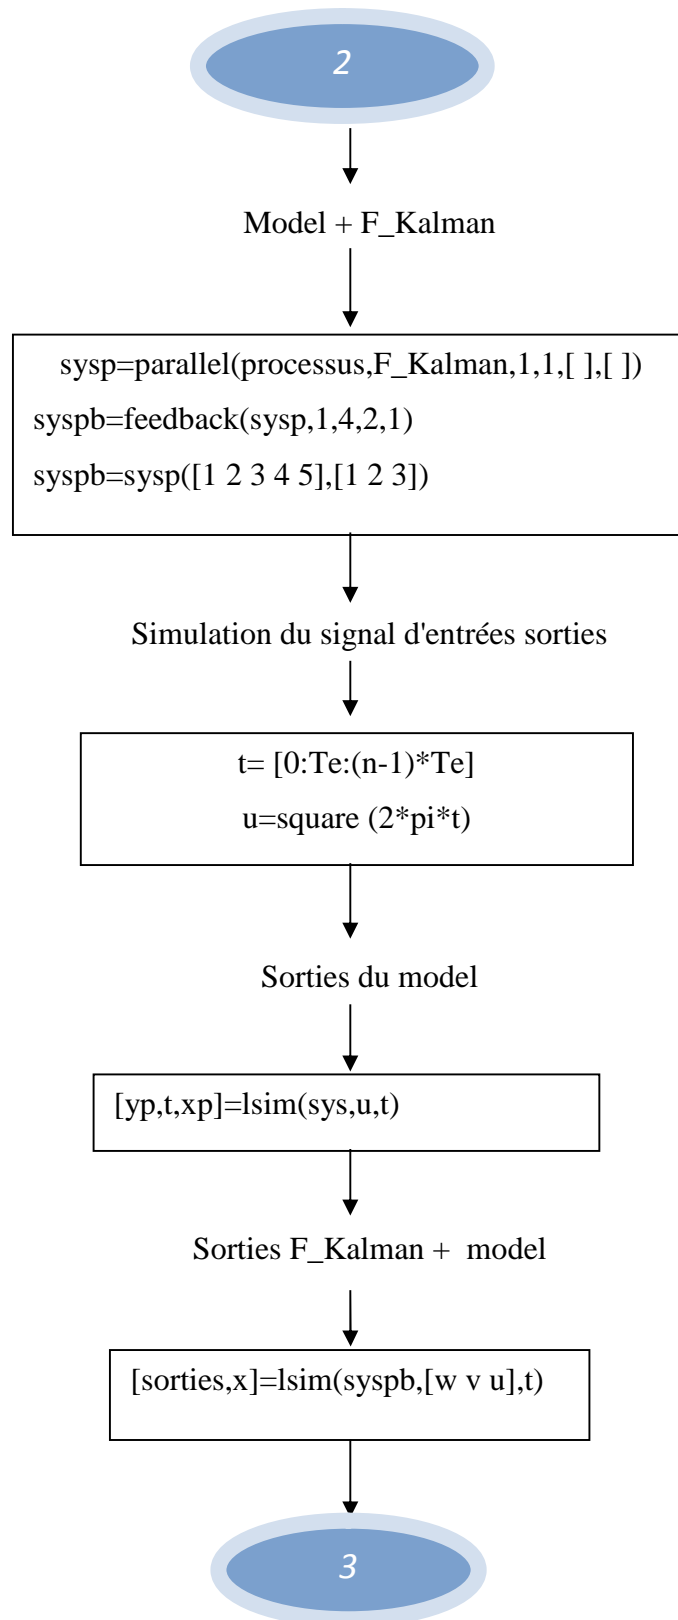 2
Model + F_Kalman
sysp=parallel(processus,F_Kalman,1,1,[ ],[ ])
syspb=feedback(sysp,1,4,2,1)
syspb=sysp([1 2 3 4 5],[1 2 3])
Simulation du signal d'entrées sorties
t= [0:Te:(n-1)*Te]
u=square (2*pi*t)
Sorties du model
[yp,t,xp]=lsim(sys,u,t)
Sorties F_Kalman + model
[sorties,x]=lsim(syspb,[w v u],t)
3